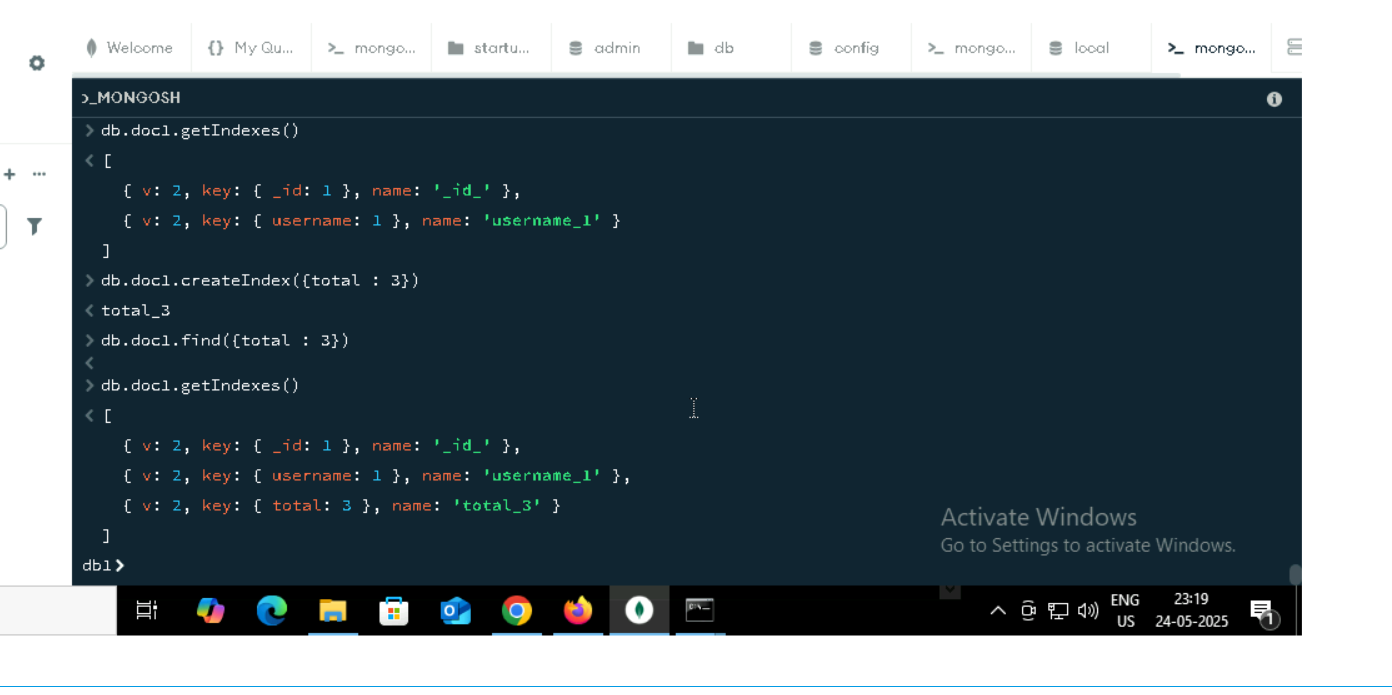 Welcome {} My Qu... >_ mongo... startu... admin db config >_ mongo... local >_ mongo...
>_MONGOSH
> db.doc1.getIndexes()
< [
{ v: 2, key: { _id: 1 }, name: '_id_' },
{ v: 2, key: { username: 1 }, name: 'username_1' }
]
> db.doc1.createIndex({total : 3})
< total_3
> db.doc1.find({total : 3})
<
> db.doc1.getIndexes()
< [
{ v: 2, key: { _id: 1 }, name: '_id_' },
{ v: 2, key: { username: 1 }, name: 'username_1' },
{ v: 2, key: { total: 3 }, name: 'total_3' }
]
db1>
Activate Windows
Go to Settings to activate Windows.
ENG
US
23:19
24-05-2025
1